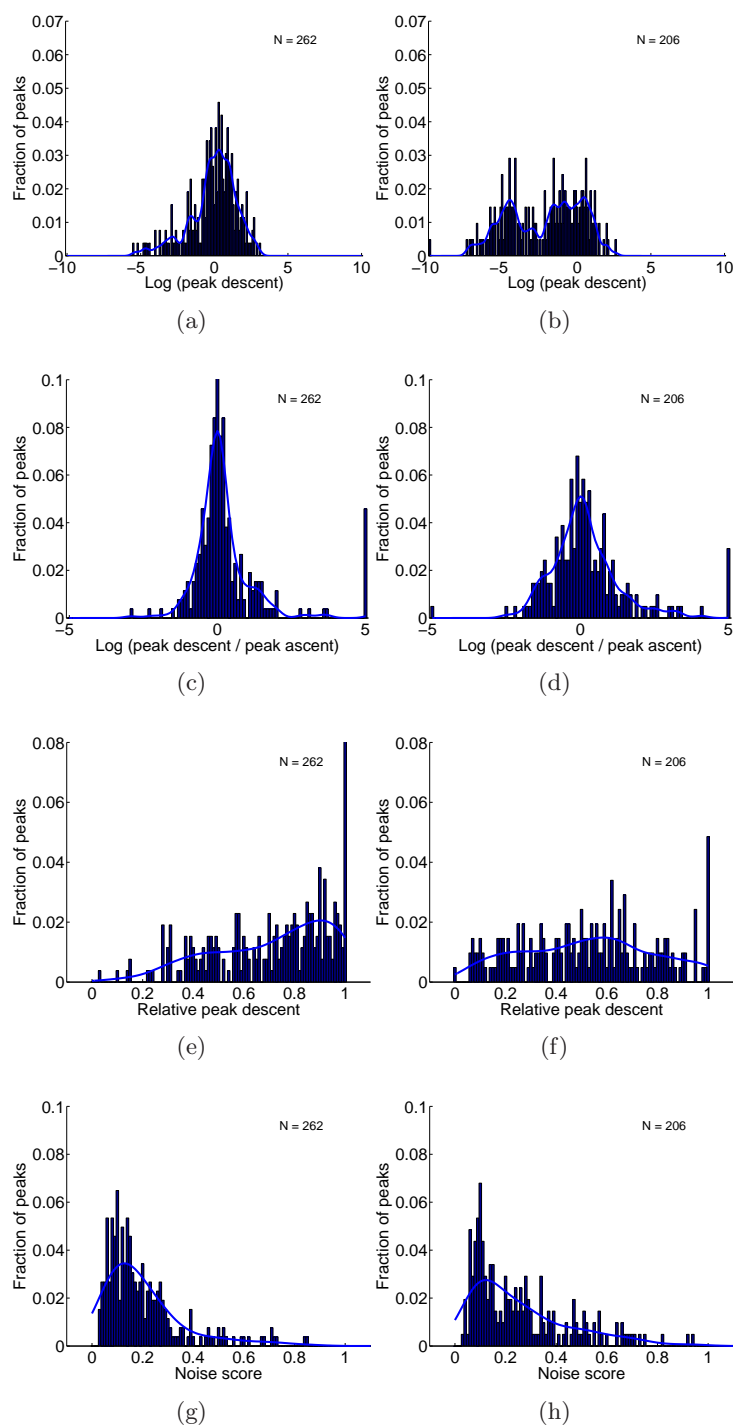 0.07
0.06
0.05
0.04
0.03
0.02
0.01
0
Fraction of peaks
N = 262
−10 −5 0 5 10
Log (peak descent)
(a)
0.07
0.06
0.05
0.04
0.03
0.02
0.01
0
Fraction of peaks
N = 206
−10 −5 0 5 10
Log (peak descent)
(b)
0.1
0.08
0.06
0.04
0.02
0
Fraction of peaks
N = 262
−5 0 5
Log (peak descent / peak ascent)
(c)
0.1
0.08
0.06
0.04
0.02
0
Fraction of peaks
N = 206
−5 0 5
Log (peak descent / peak ascent)
(d)
0.08
0.06
0.04
0.02
0
Fraction of peaks
N = 262
0 0.2 0.4 0.6 0.8 1
Relative peak descent
(e)
0.08
0.06
0.04
0.02
0
Fraction of peaks
N = 206
0 0.2 0.4 0.6 0.8 1
Relative peak descent
(f)
0.1
0.08
0.06
0.04
0.02
0
Fraction of peaks
N = 262
0 0.2 0.4 0.6 0.8 1
Noise score
(g)
0.1
0.08
0.06
0.04
0.02
0
Fraction of peaks
N = 206
0 0.2 0.4 0.6 0.8 1
Noise score
(h)